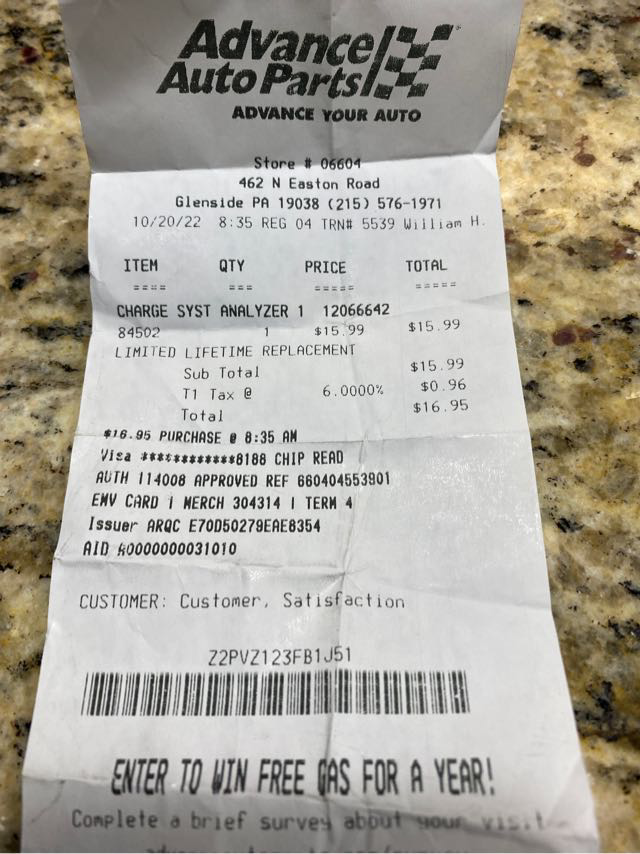 Advance
Auto Parts
ADVANCE YOUR AUTO
Store # 06604
462 N Easton Road
Glenside PA 19038 (215) 576-1971
10/20/22 8:35 REG 04 TRN# 5539 William H.
ITEM QTY PRICE TOTAL
==== === ===== =====
CHARGE SYST ANALYZER 1 12066642
84502 1 $15.99 $15.99
LIMITED LIFETIME REPLACEMENT
Sub Total $15.99
T1 Tax @ 6.0000% $0.96
Total $16.95
$16.95 PURCHASE @ 8:35 AM
Visa ************8188 CHIP READ
AUTH 114008 APPROVED REF 660404553901
EMV CARD | MERCH 304314 | TERM 4
Issuer ARQC E70D50279EAE8354
AID A0000000031010
CUSTOMER: Customer, Satisfaction
Z2PVZ123FB1J51
ENTER TO WIN FREE GAS FOR A YEAR!
Complete a brief survey about your visit